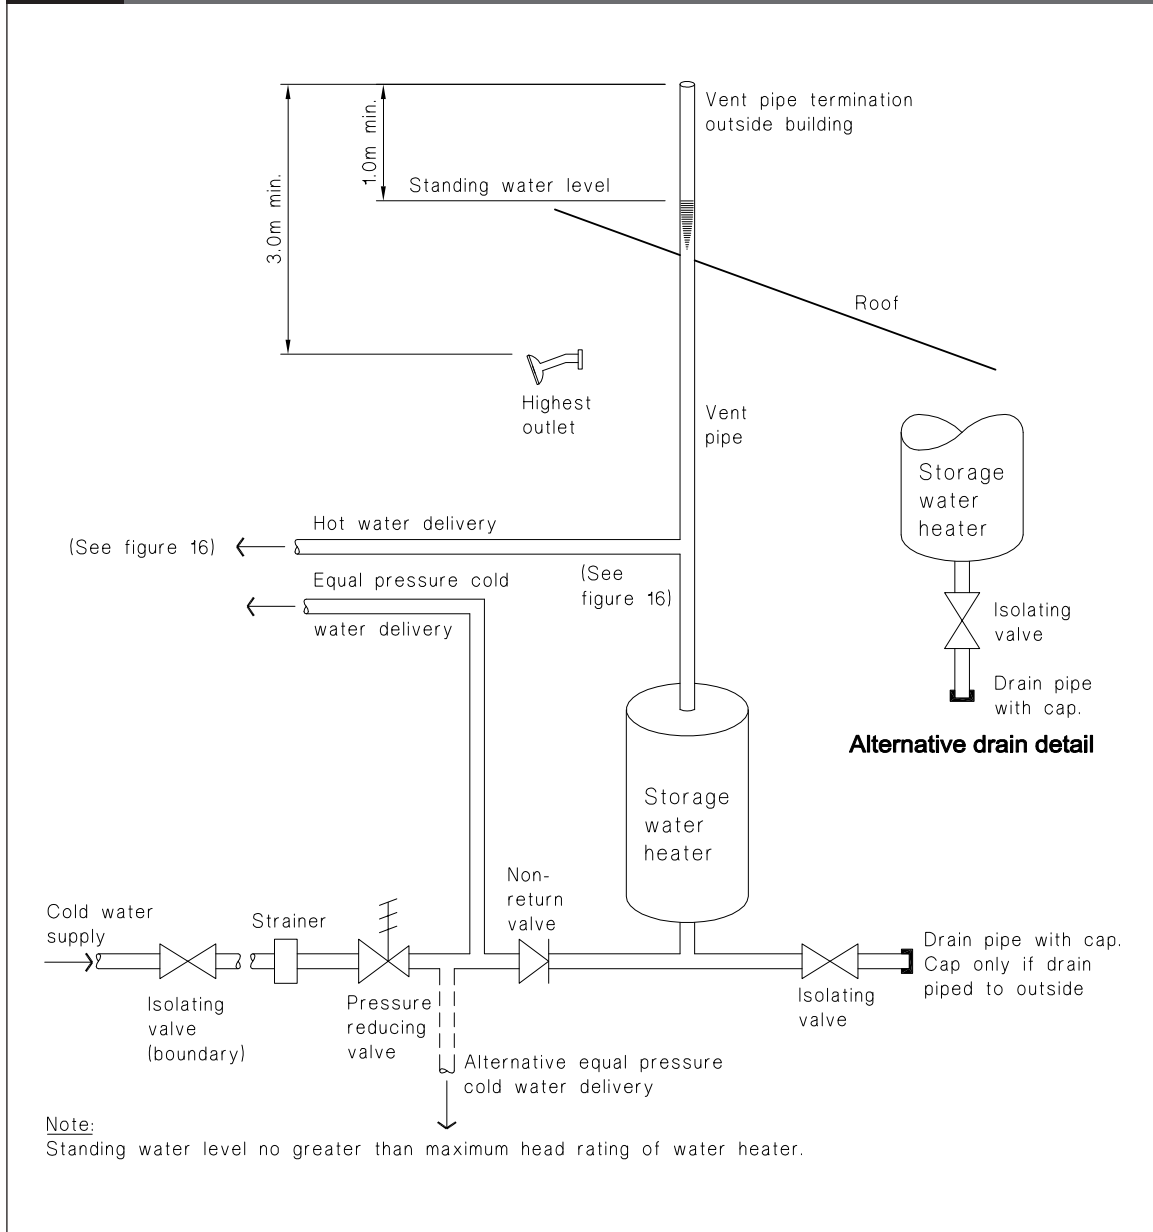 Vent pipe termination
outside building
1.0m min.
3.0m min.
Standing water level
Roof
Highest
outlet
Vent
pipe
Storage
water
heater
Isolating
valve
Drain pipe
with cap.
Alternative drain detail
Hot water delivery
(See figure 16)
(See
figure 16)
Equal pressure cold
water delivery
Storage
water
heater
Non-
return
valve
Cold water
supply
Strainer
Isolating
valve
(boundary)
Pressure
reducing
valve
Isolating
valve
Drain pipe with cap.
Cap only if drain
piped to outside
Alternative equal pressure
cold water delivery
Note:
Standing water level no greater than maximum head rating of water heater.